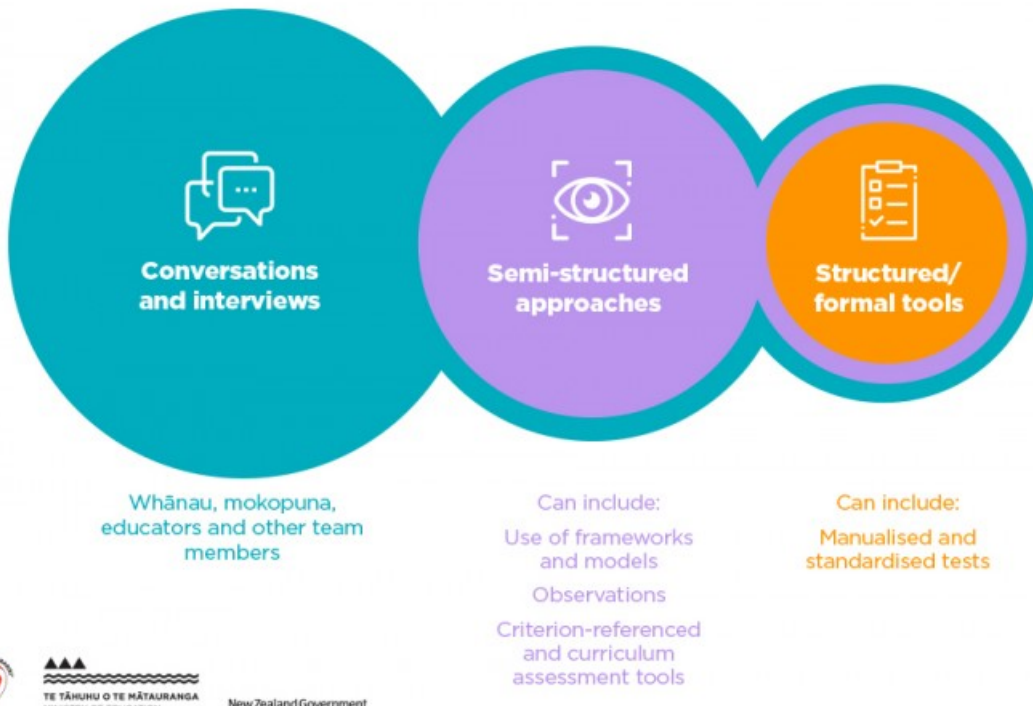 Conversations
and interviews
Semi-structured
approaches
Structured/
formal tools
Whānau, mokopuna,
educators and other team
members
Can include:
Use of frameworks
and models
Observations
Criterion-referenced
and curriculum
assessment tools
Can include:
Manualised and
standardised tests
TE TĀHUHU O TE MĀTAURANGA
New Zealand Government